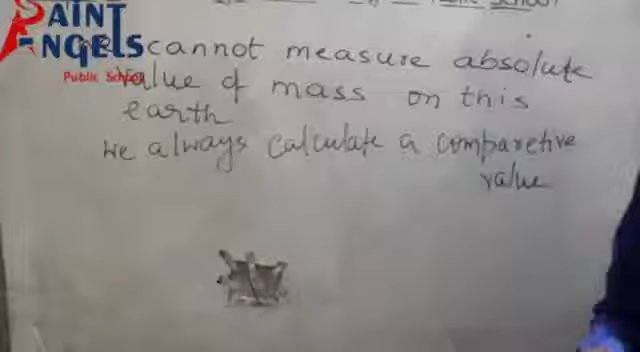 SAINT
ANGELS
Public School
cannot measure absolute
value of mass on this
earth
we always calculate a comparetive
value